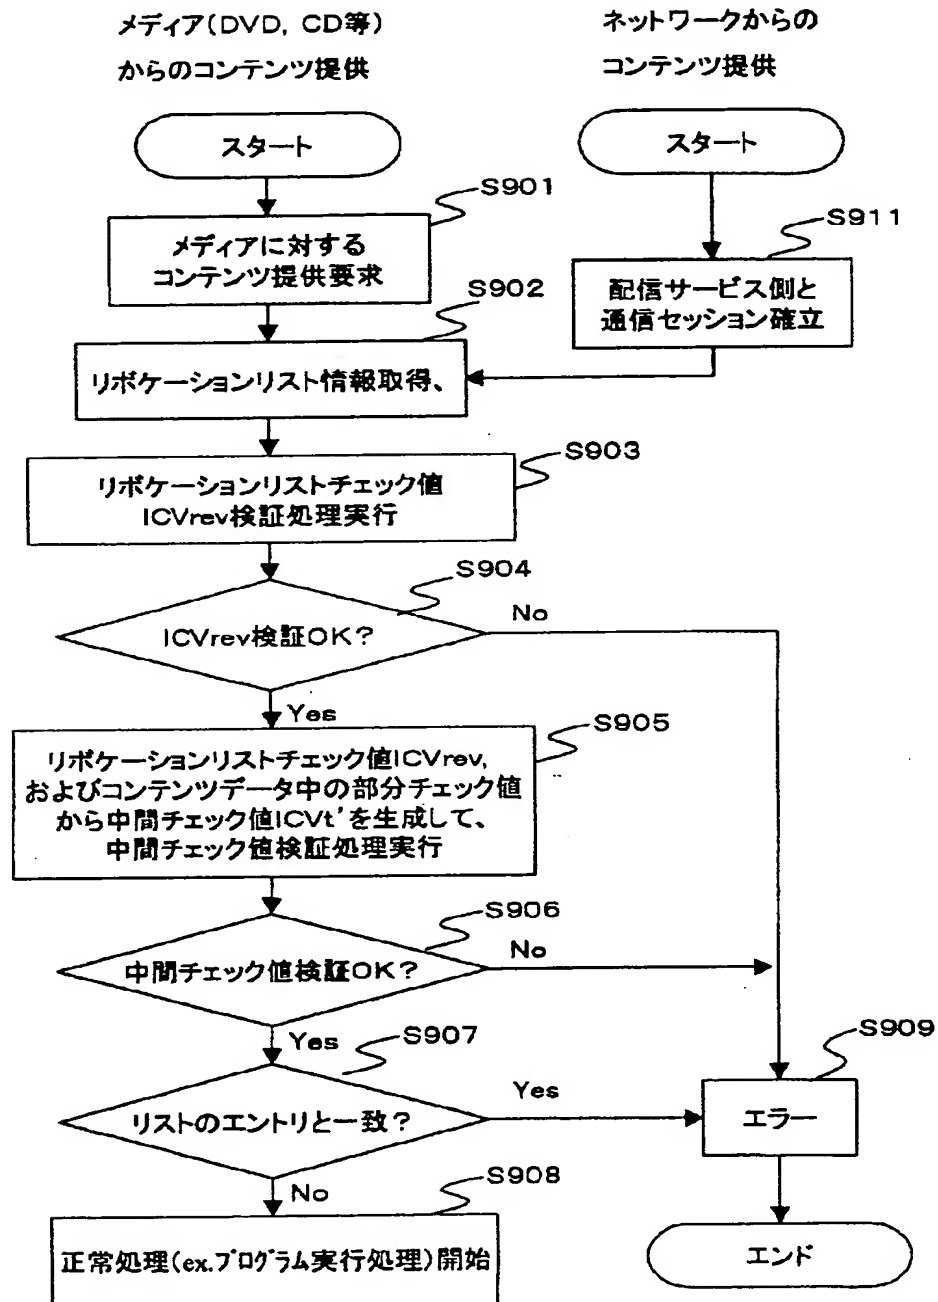 メディア(DVD, CD等)
からのコンテンツ提供
ネットワークからの
コンテンツ提供
スタート
スタート
S901
メディアに対する
コンテンツ提供要求
S911
配信サービス側と
通信セッション確立
S902
リボケーションリスト情報取得、
S903
リボケーションリストチェック値
ICVrev検証処理実行
S904
ICVrev検証OK?
No
Yes
S905
リボケーションリストチェック値ICVrev,
およびコンテンツデータ中の部分チェック値
から中間チェック値ICVt'を生成して、
中間チェック値検証処理実行
S906
中間チェック値検証OK?
No
Yes
S907
リストのエントリと一致?
Yes
S909
エラー
No
S908
正常処理(ex.プログラム実行処理)開始
エンド